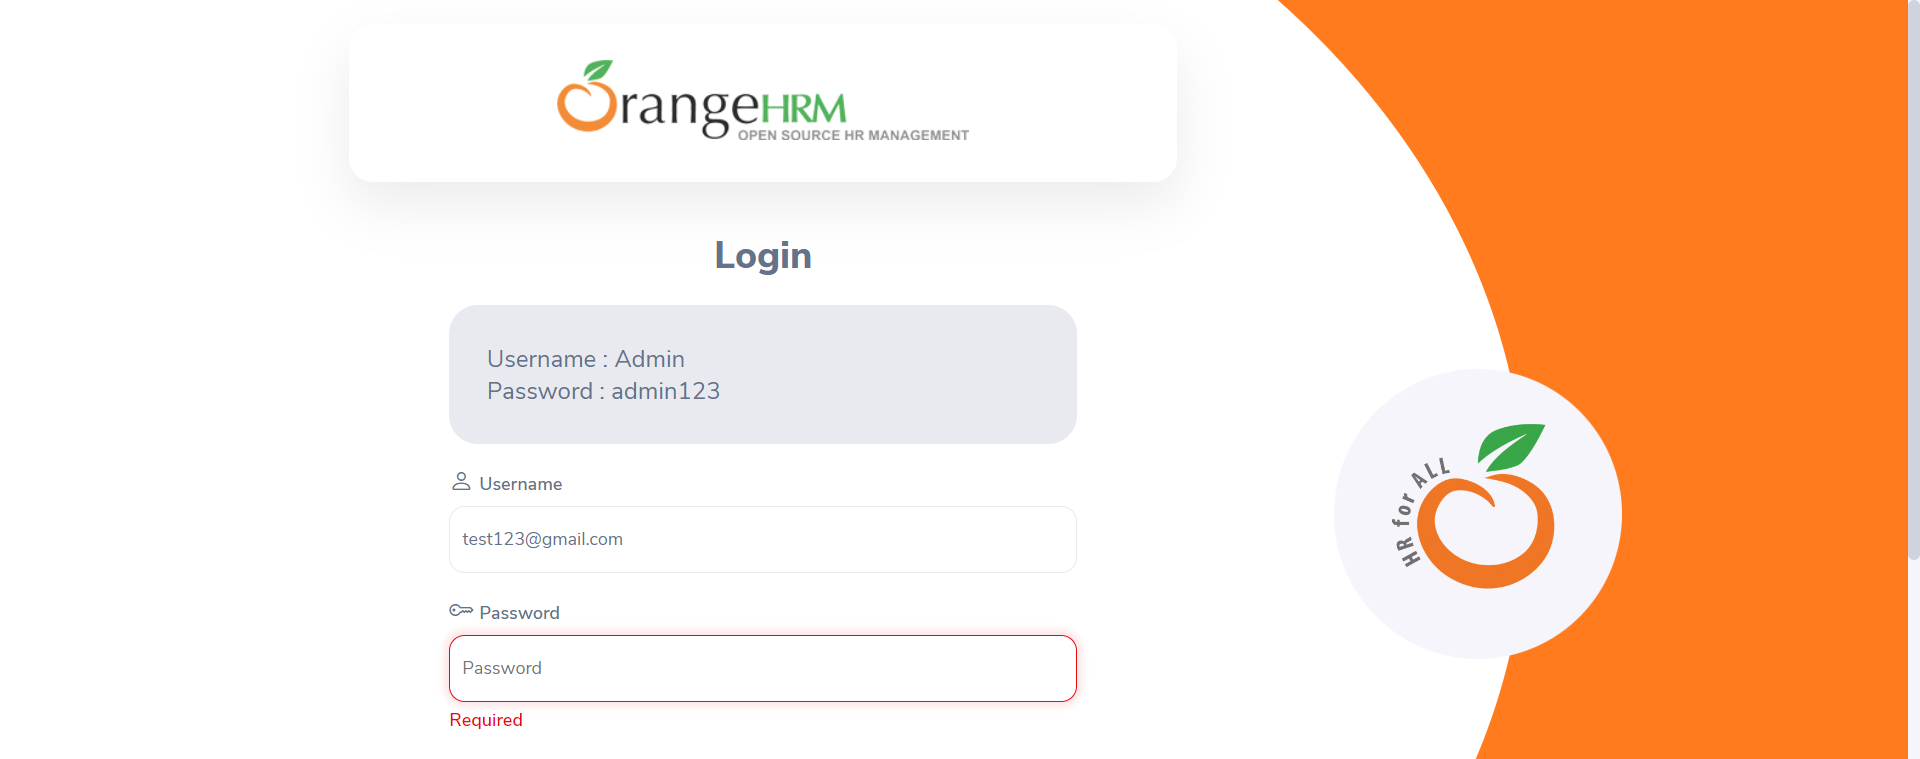 OrangeHRM
OPEN SOURCE HR MANAGEMENT
Login
Username : Admin
Password : admin123
Username
test123@gmail.com
Password
Password
Required
HR for ALL